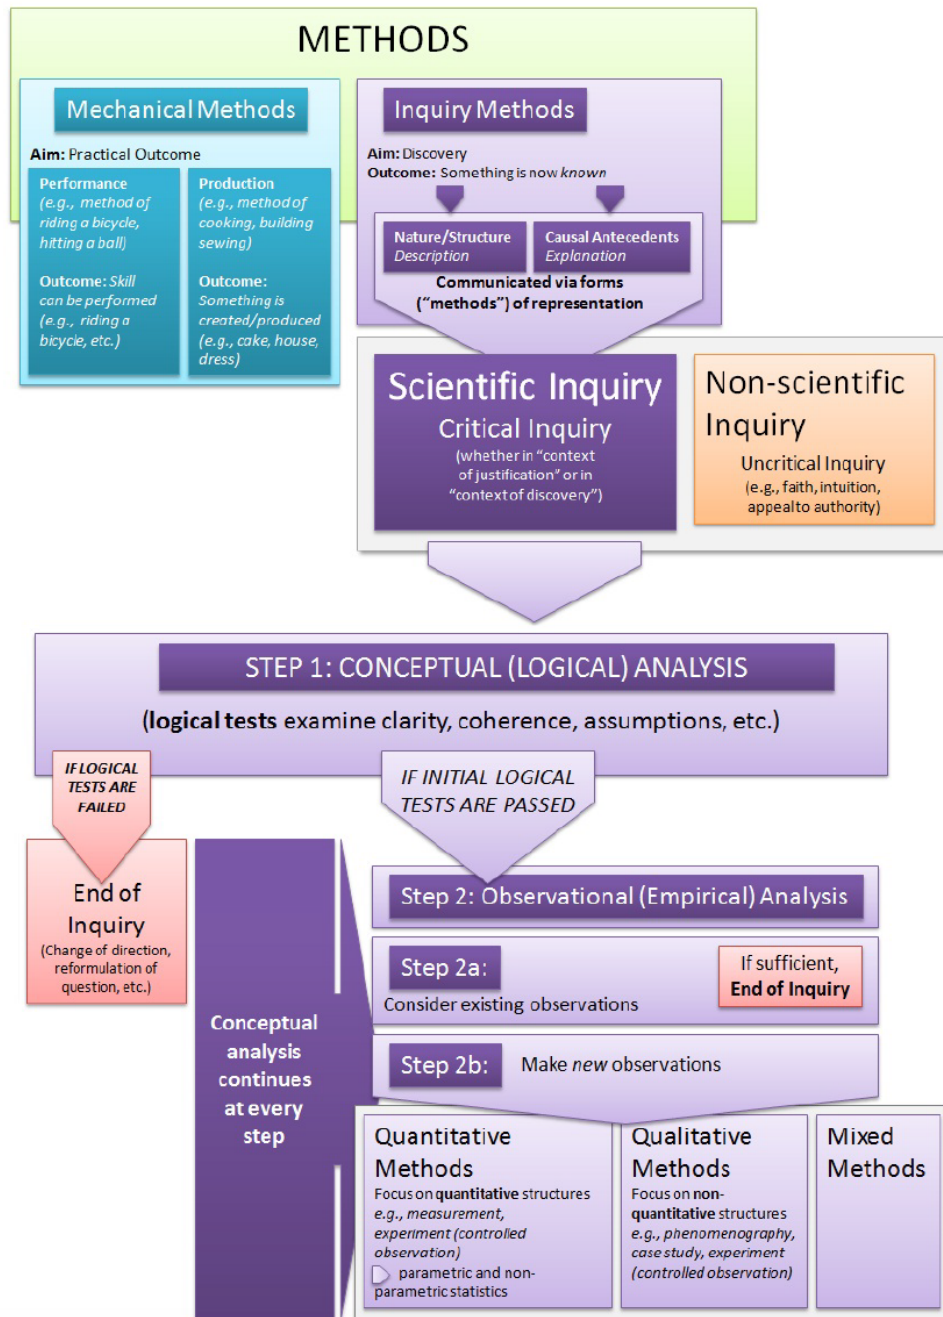 METHODS
Mechanical Methods
Aim: Practical Outcome
Performance
(e.g., method of
riding a bicycle,
hitting a ball)
Outcome: Skill
can be performed
(e.g., riding a
bicycle, etc.)
Production
(e.g., method of
cooking, building
sewing)
Outcome:
Something is
created/produced
(e.g., cake, house,
dress)
Inquiry Methods
Aim: Discovery
Outcome: Something is now known
Nature/Structure
Description
Causal Antecedents
Explanation
Communicated via forms
(“methods”) of representation
Scientific Inquiry
Critical Inquiry
(whether in “context
of justification” or in
“context of discovery”)
Non-scientific
Inquiry
Uncritical Inquiry
(e.g., faith, intuition,
appeal to authority)
STEP 1: CONCEPTUAL (LOGICAL) ANALYSIS
(logical tests examine clarity, coherence, assumptions, etc.)
IF LOGICAL
TESTS ARE
FAILED
IF INITIAL LOGICAL
TESTS ARE PASSED
End of
Inquiry
(Change of direction,
reformulation of
question, etc.)
Conceptual
analysis
continues
at every
step
Step 2: Observational (Empirical) Analysis
Step 2a:
Consider existing observations
If sufficient,
End of Inquiry
Step 2b:
Make new observations
Quantitative
Methods
Focus on quantitative structures
e.g., measurement,
experiment (controlled
observation)
parametric and non-
parametric statistics
Qualitative
Methods
Focus on non-
quantitative structures
e.g., phenomenography,
case study, experiment
(controlled observation)
Mixed
Methods